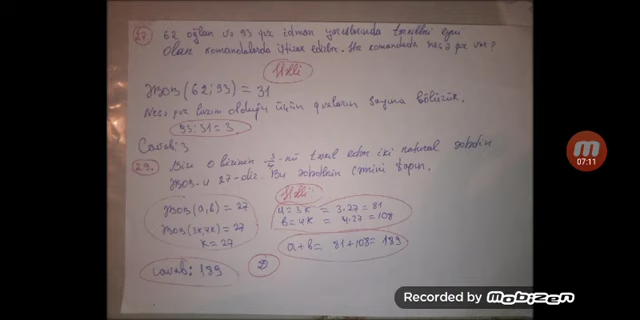 27. 62 oğlan və 93 qız idman yarışlarında tərkibi eyni
olan komandalarda iştirak edirlər. Hər komandada neçə qız var?
Həlli
ƏBOB (62; 93) = 31
Neçə qız lazım olduğu üçün qızların sayına bölürük.
93 : 31 = 3
Cavab: 3
29. Biri o birinin 3/4-nü təşkil edən iki natural ədədin
ƏBOB-u 27-dir. Bu ədədlərin cəmini tapın.
Həlli
ƏBOB (a, b) = 27
ƏBOB (3k, 4k) = 27
k = 27
a = 3k = 3·27 = 81
b = 4k = 4·27 = 108
a + b = 81 + 108 = 189
Cavab: 189
D
07:11
Recorded by Mobizen